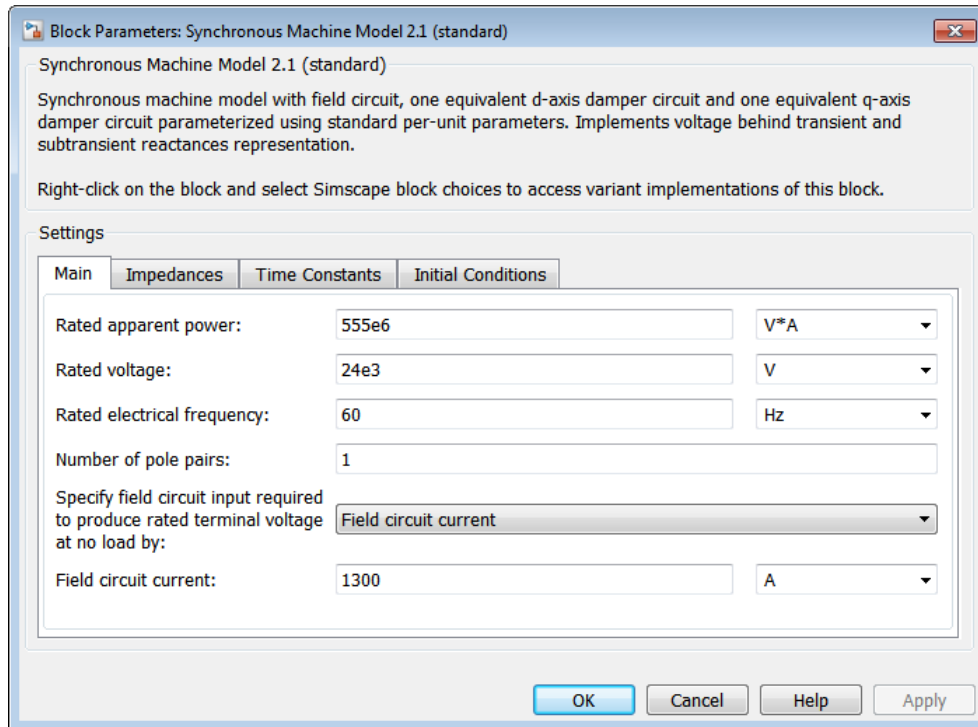 Block Parameters: Synchronous Machine Model 2.1 (standard)
Synchronous Machine Model 2.1 (standard)
Synchronous machine model with field circuit, one equivalent d-axis damper circuit and one equivalent q-axis
damper circuit parameterized using standard per-unit parameters. Implements voltage behind transient and
subtransient reactances representation.
Right-click on the block and select Simscape block choices to access variant implementations of this block.
Settings
Main Impedances Time Constants Initial Conditions
Rated apparent power: 555e6 V*A
Rated voltage: 24e3 V
Rated electrical frequency: 60 Hz
Number of pole pairs: 1
Specify field circuit input required
to produce rated terminal voltage Field circuit current
at no load by:
Field circuit current: 1300 A
OK Cancel Help Apply